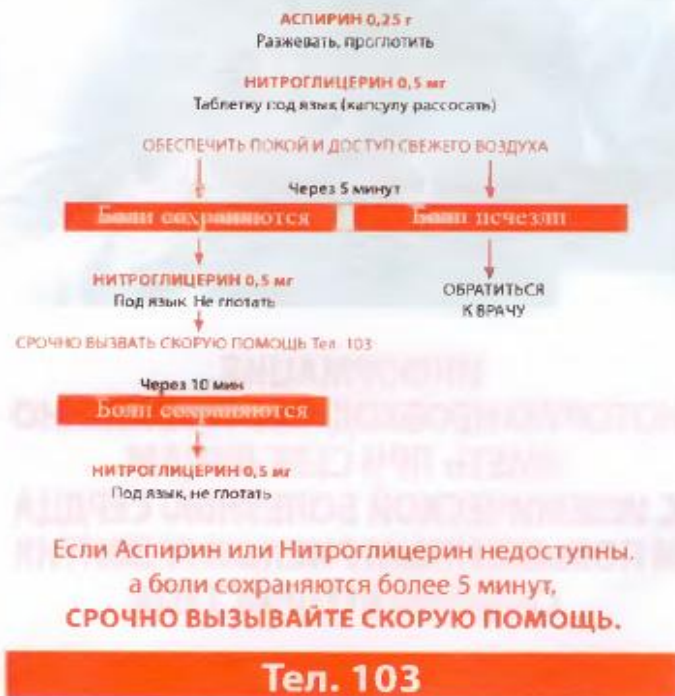 АСПИРИН 0,25 г
Разжевать, проглотить
НИТРОГЛИЦЕРИН 0,5 мг
Таблетку под язык (капсулу рассосать)
ОБЕСПЕЧИТЬ ПОКОЙ И ДОСТУП СВЕЖЕГО ВОЗДУХА
Через 5 минут
Боли сохраняются
Боли исчезли
НИТРОГЛИЦЕРИН 0,5 мг
Под язык. Не глотать
ОБРАТИТЬСЯ
К ВРАЧУ
СРОЧНО ВЫЗВАТЬ СКОРУЮ ПОМОЩЬ Тел. 103
Через 10 мин
Боли сохраняются
НИТРОГЛИЦЕРИН 0,5 мг
Под язык, не глотать
Если Аспирин или Нитроглицерин недоступны.
а боли сохраняются более 5 минут,
СРОЧНО ВЫЗЫВАЙТЕ СКОРУЮ ПОМОЩЬ.
Тел. 103